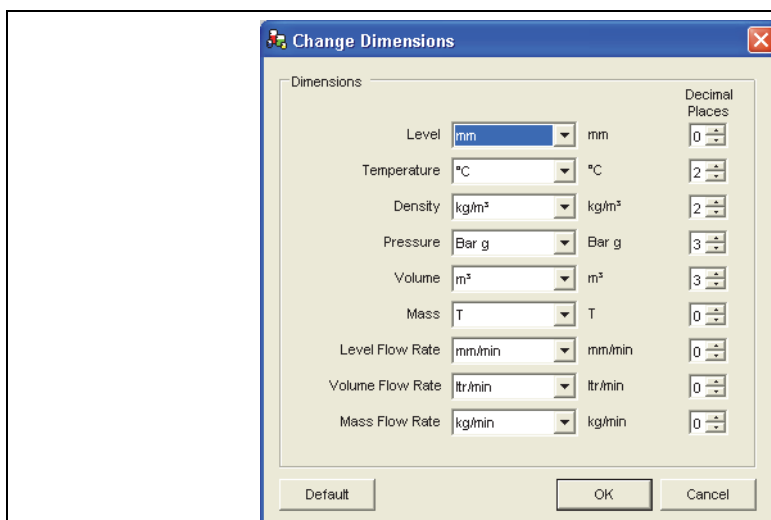 Change Dimensions
Dimensions
Decimal
Places
Level mm mm 0
Temperature °C °C 2
Density kg/m³ kg/m³ 2
Pressure Bar g Bar g 3
Volume m³ m³ 3
Mass T T 0
Level Flow Rate mm/min mm/min 0
Volume Flow Rate ltr/min ltr/min 0
Mass Flow Rate kg/min kg/min 0
Default OK Cancel